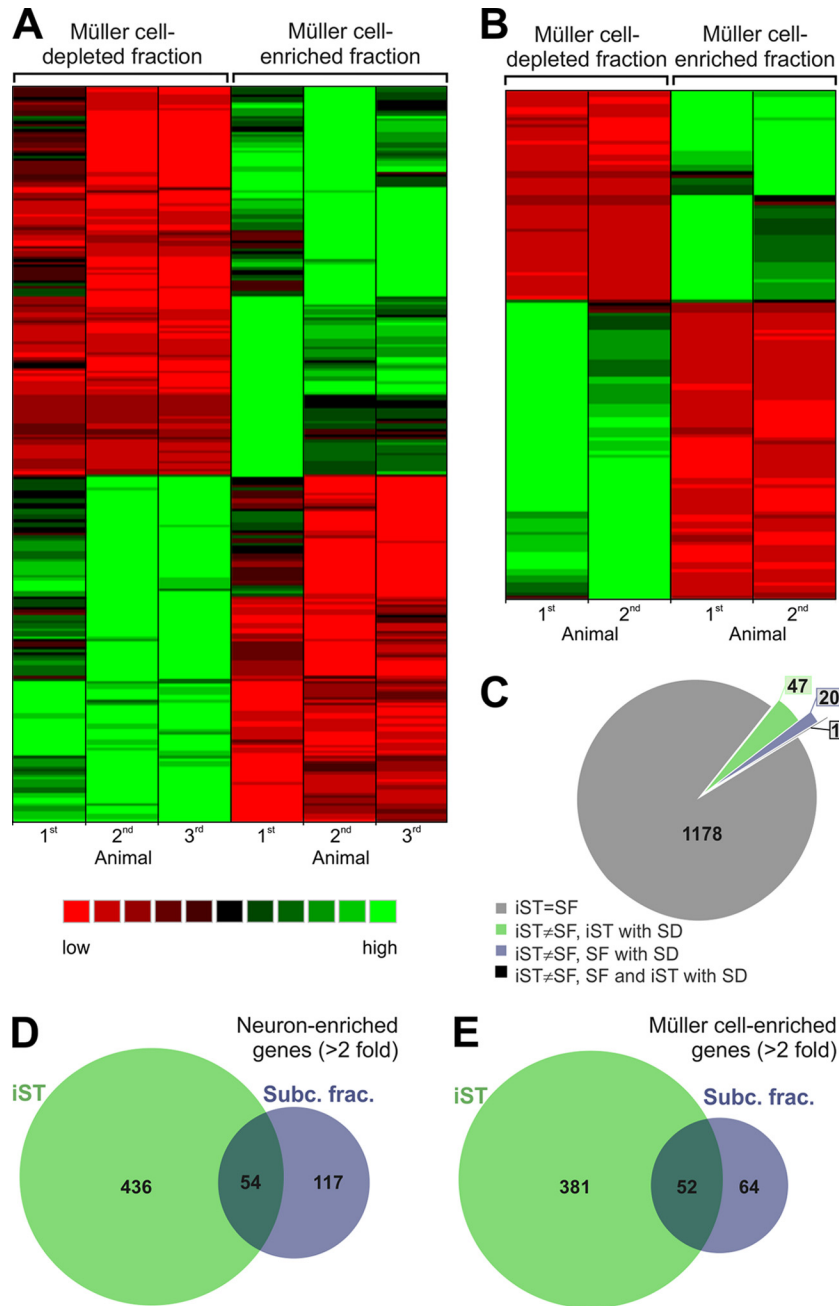 A
Müller cell-
depleted fraction
Müller cell-
enriched fraction
1st
2nd
3rd
1st
2nd
3rd
Animal
Animal
low
high
B
Müller cell-
depleted fraction
Müller cell-
enriched fraction
1st
2nd
1st
2nd
Animal
Animal
C
47
20
1
1178
iST=SF
iST≠SF, iST with SD
iST≠SF, SF with SD
iST≠SF, SF and iST with SD
D
Neuron-enriched
genes (>2 fold)
iST
Subc. frac.
436
54
117
E
Müller cell-enriched
genes (>2 fold)
iST
Subc. frac.
381
52
64